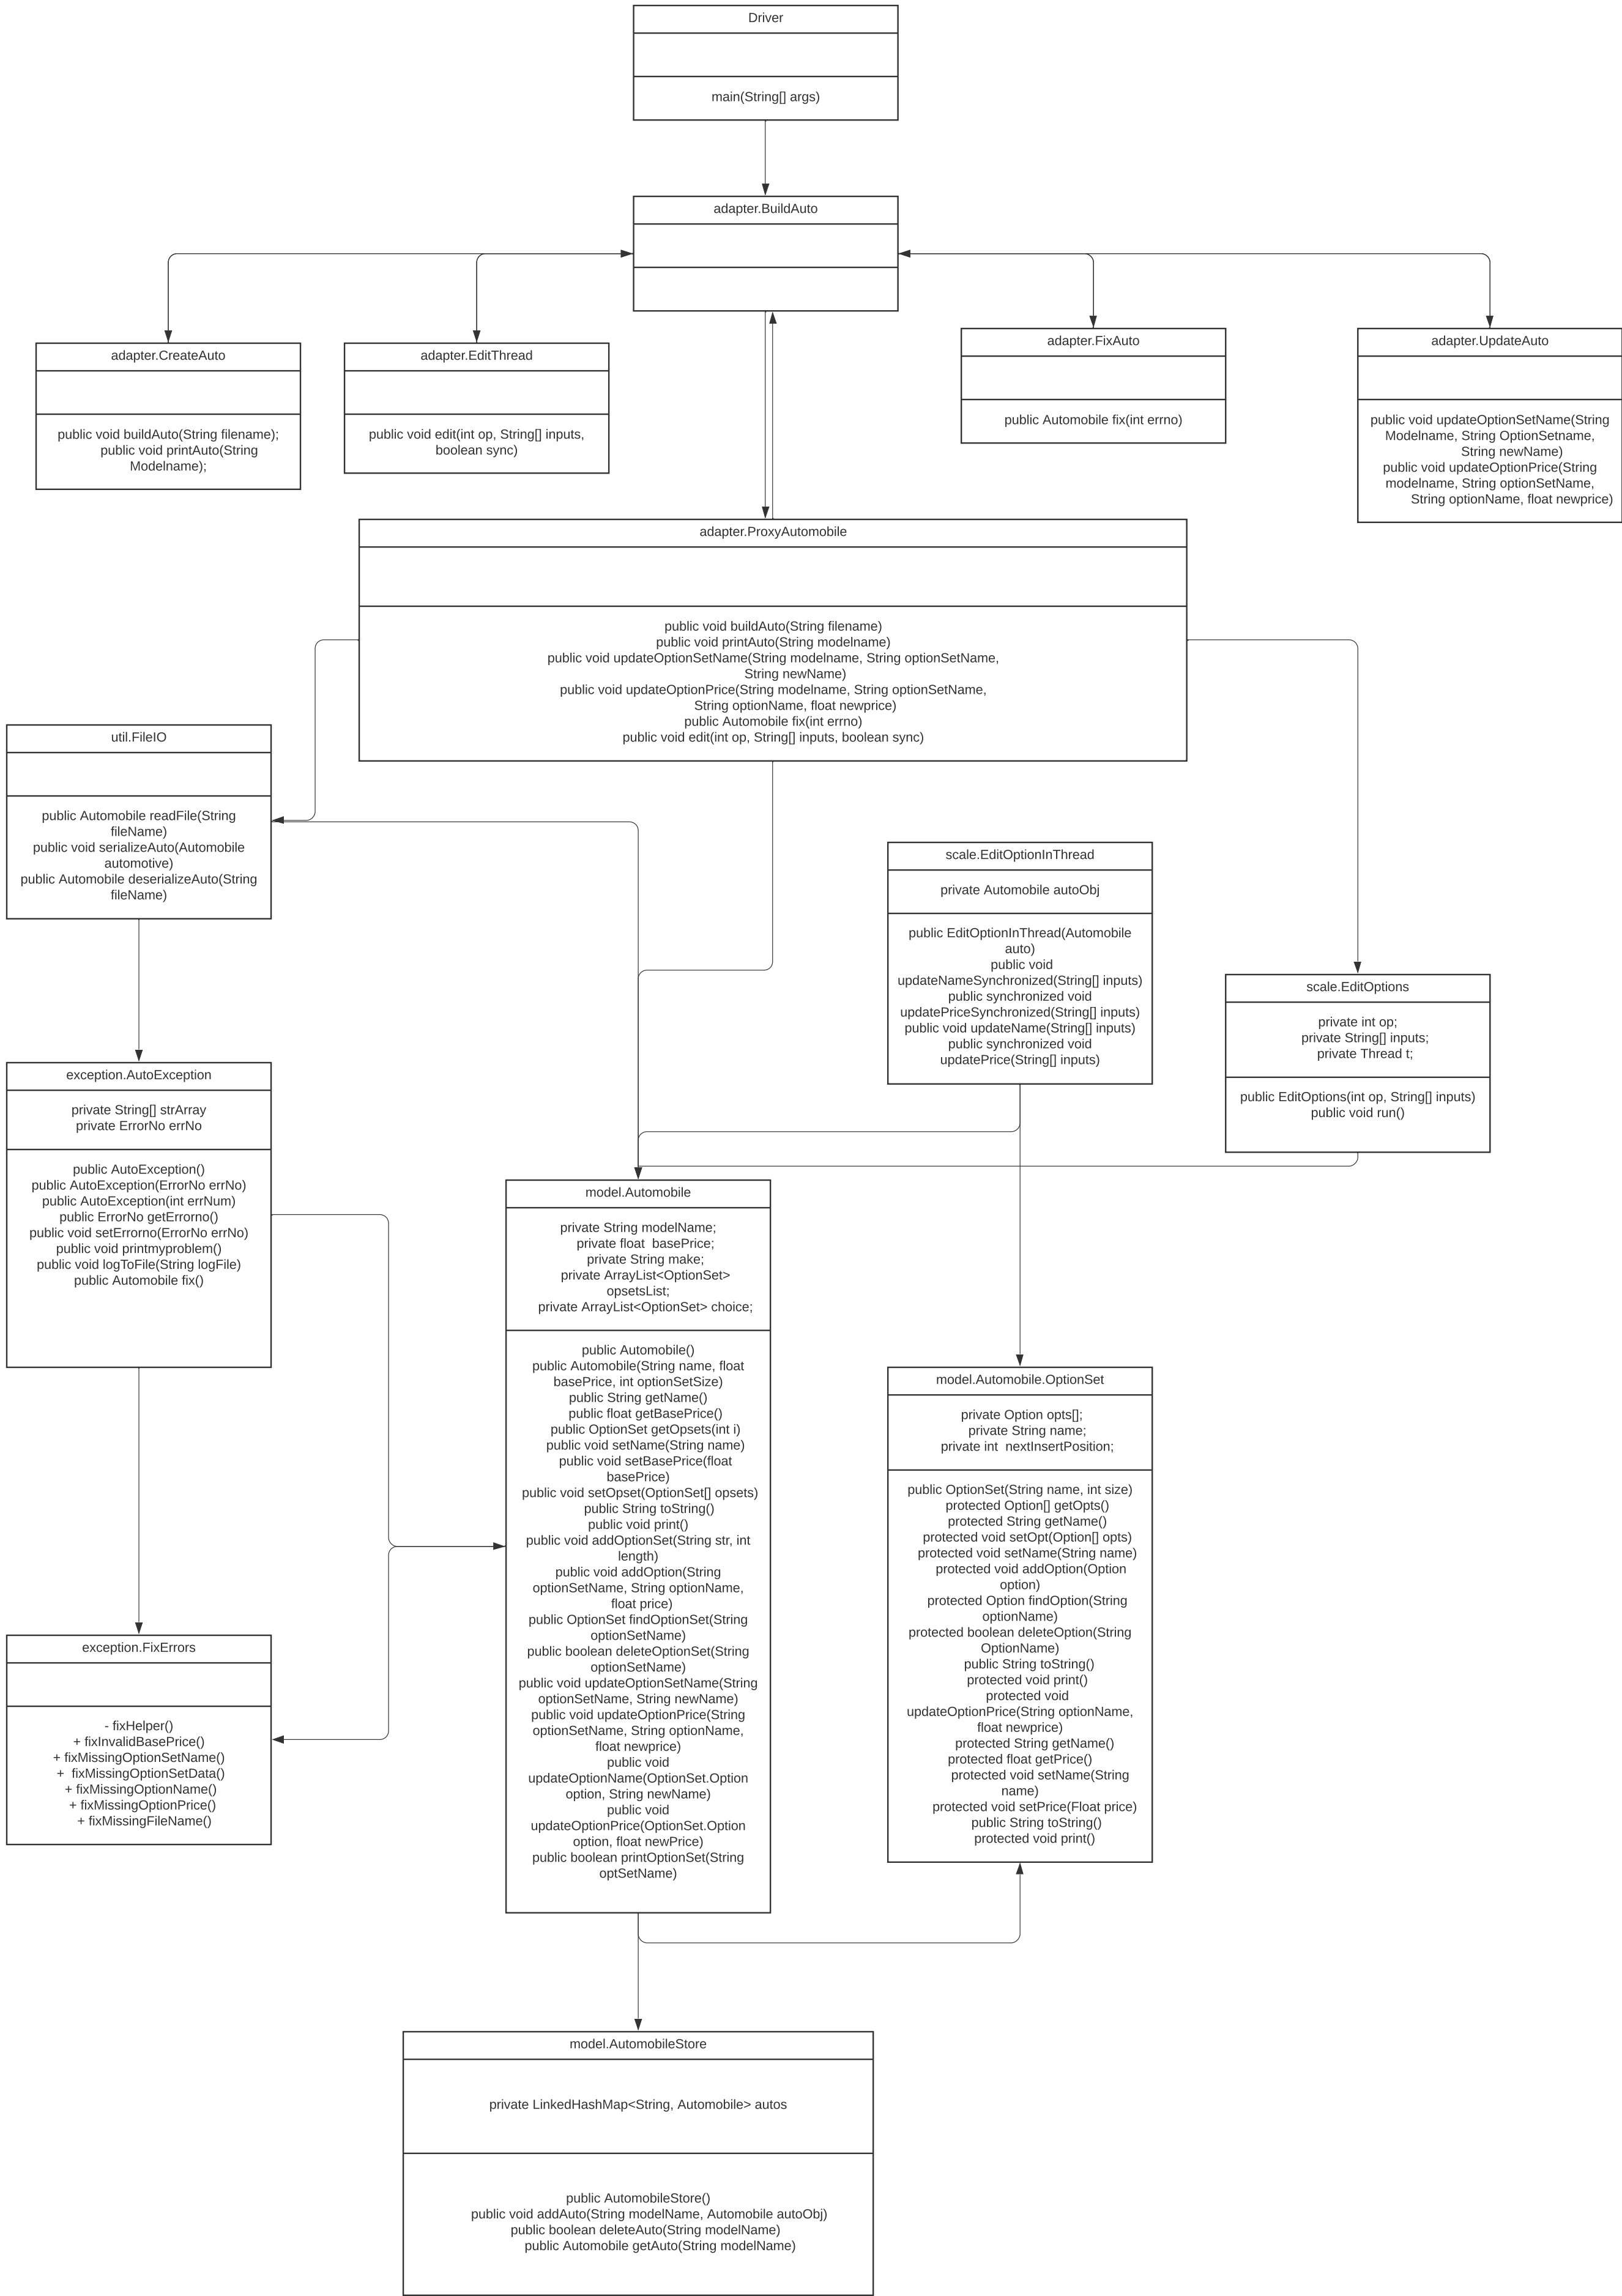 Driver
main(String[] args)
adapter.BuildAuto
adapter.CreateAuto
public void buildAuto(String filename);
public void printAuto(String
Modelname);
adapter.EditThread
public void edit(int op, String[] inputs,
boolean sync)
adapter.FixAuto
public Automobile fix(int errno)
adapter.UpdateAuto
public void updateOptionSetName(String
Modelname, String OptionSetname,
String newName)
public void updateOptionPrice(String
modelname, String optionSetName,
String optionName, float newprice)
adapter.ProxyAutomobile
public void buildAuto(String filename)
public void printAuto(String modelname)
public void updateOptionSetName(String modelname, String optionSetName,
String newName)
public void updateOptionPrice(String modelname, String optionSetName,
String optionName, float newprice)
public Automobile fix(int errno)
public void edit(int op, String[] inputs, boolean sync)
util.FileIO
public Automobile readFile(String
fileName)
public void serializeAuto(Automobile
automotive)
public Automobile deserializeAuto(String
fileName)
scale.EditOptionInThread
private Automobile autoObj
public EditOptionInThread(Automobile
auto)
public void
updateNameSynchronized(String[] inputs)
public synchronized void
updatePriceSynchronized(String[] inputs)
public void updateName(String[] inputs)
public synchronized void
updatePrice(String[] inputs)
scale.EditOptions
private int op;
private String[] inputs;
private Thread t;
public EditOptions(int op, String[] inputs)
public void run()
exception.AutoException
private String[] strArray
private ErrorNo errNo
public AutoException()
public AutoException(ErrorNo errNo)
public AutoException(int errNum)
public ErrorNo getErrorno()
public void setErrorno(ErrorNo errNo)
public void printmyproblem()
public void logToFile(String logFile)
public Automobile fix()
model.Automobile
private String modelName;
private float  basePrice;
private String make;
private ArrayList<OptionSet>
opsetsList;
private ArrayList<OptionSet> choice;
public Automobile()
public Automobile(String name, float
basePrice, int optionSetSize)
public String getName()
public float getBasePrice()
public OptionSet getOpsets(int i)
public void setName(String name)
public void setBasePrice(float
basePrice)
public void setOpset(OptionSet[] opsets)
public String toString()
public void print()
public void addOptionSet(String str, int
length)
public void addOption(String
optionSetName, String optionName,
float price)
public OptionSet findOptionSet(String
optionSetName)
public boolean deleteOptionSet(String
optionSetName)
public void updateOptionSetName(String
optionSetName, String newName)
public void updateOptionPrice(String
optionSetName, String optionName,
float newprice)
public void
updateOptionName(OptionSet.Option
option, String newName)
public void
updateOptionPrice(OptionSet.Option
option, float newPrice)
public boolean printOptionSet(String
optSetName)
model.Automobile.OptionSet
private Option opts[];
private String name;
private int  nextInsertPosition;
public OptionSet(String name, int size)
protected Option[] getOpts()
protected String getName()
protected void setOpt(Option[] opts)
protected void setName(String name)
protected void addOption(Option
option)
protected Option findOption(String
optionName)
protected boolean deleteOption(String
OptionName)
public String toString()
protected void print()
protected void
updateOptionPrice(String optionName,
float newprice)
protected String getName()
protected float getPrice()
protected void setName(String
name)
protected void setPrice(Float price)
public String toString()
protected void print()
exception.FixErrors
- fixHelper()
+ fixInvalidBasePrice()
+ fixMissingOptionSetName()
+  fixMissingOptionSetData()
+ fixMissingOptionName()
+ fixMissingOptionPrice()
+ fixMissingFileName()
model.AutomobileStore
private LinkedHashMap<String, Automobile> autos
public AutomobileStore()
public void addAuto(String modelName, Automobile autoObj)
public boolean deleteAuto(String modelName)
public Automobile getAuto(String modelName)